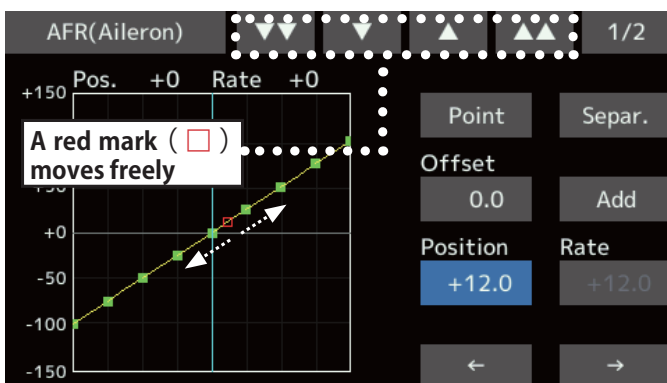 AFR(Aileron) ▼▼ ▼ ▲ ▲▲ 1/2
Pos. +0 Rate +0
+150
A red mark (□)
moves freely
+50
+0
-50
-100
-150
Point Separ.
Offset
0.0 Add
Position Rate
+12.0 +12.0
← →